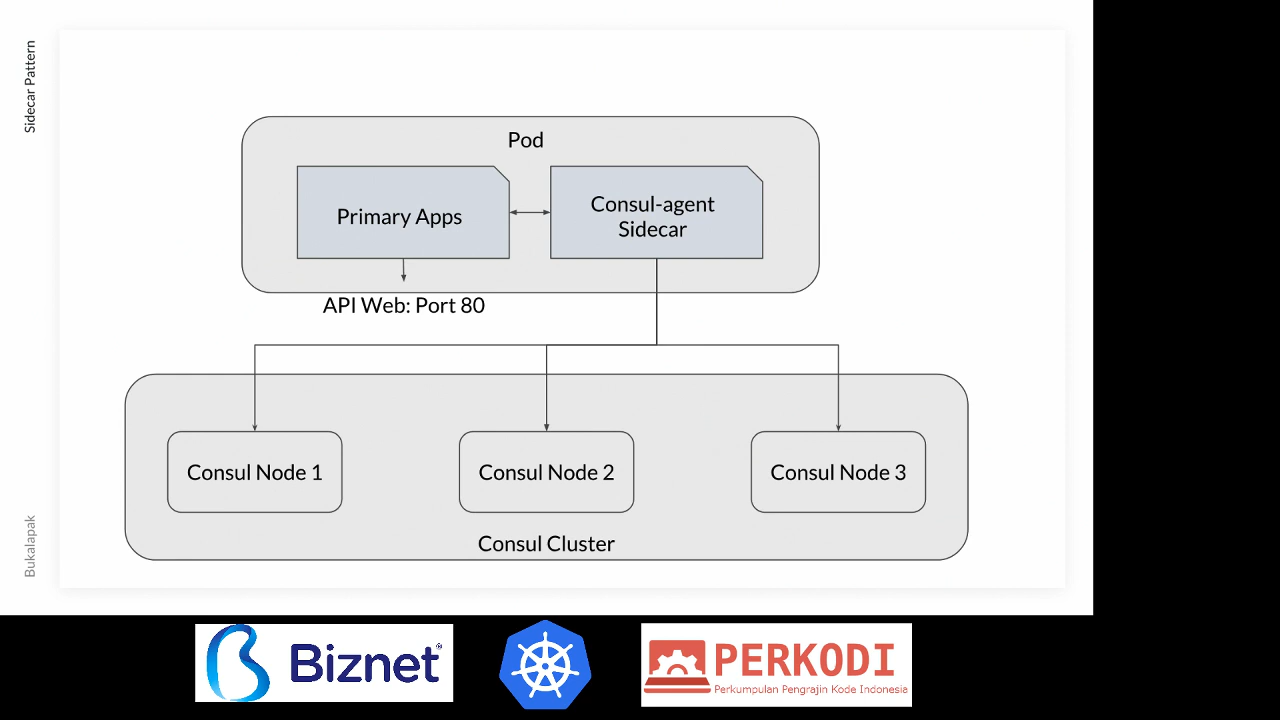 Sidecar Pattern
Pod
Primary Apps
Consul-agent
Sidecar
API Web: Port 80
Consul Node 1
Consul Node 2
Consul Node 3
Consul Cluster
Bukalapak
Biznet®
PERKODI
Perkumpulan Pengrajin Kode Indonesia